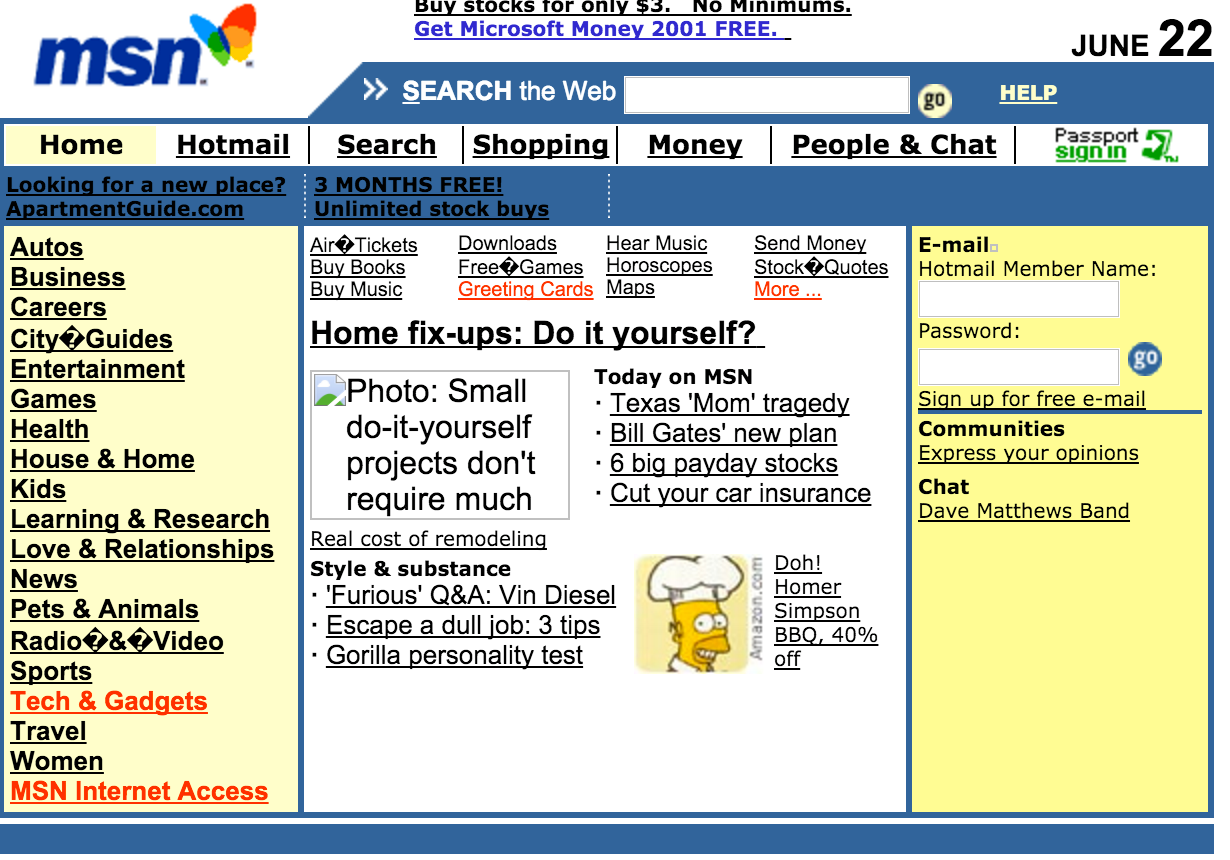 Buy stocks for only $3. No Minimums.
Get Microsoft Money 2001 FREE.
msn
JUNE 22
SEARCH the Web
go
HELP
Home
Hotmail
Search
Shopping
Money
People & Chat
Passport
sign in
TM
Looking for a new place?
ApartmentGuide.com
3 MONTHS FREE!
Unlimited stock buys
Autos
Business
Careers
City�Guides
Entertainment
Games
Health
House & Home
Kids
Learning & Research
Love & Relationships
News
Pets & Animals
Radio�&�Video
Sports
Tech & Gadgets
Travel
Women
MSN Internet Access
Air�Tickets
Buy Books
Buy Music
Downloads
Free�Games
Greeting Cards
Hear Music
Horoscopes
Maps
Send Money
Stock�Quotes
More ...
Home fix-ups: Do it yourself?
Photo: Small
do-it-yourself
projects don't
require much
Real cost of remodeling
Today on MSN
· Texas 'Mom' tragedy
· Bill Gates' new plan
· 6 big payday stocks
· Cut your car insurance
Style & substance
· 'Furious' Q&A: Vin Diesel
· Escape a dull job: 3 tips
· Gorilla personality test
Amazon.com
Doh!
Homer
Simpson
BBQ, 40%
off
E-mail
Hotmail Member Name:
Password:
go
Sign up for free e-mail
Communities
Express your opinions
Chat
Dave Matthews Band